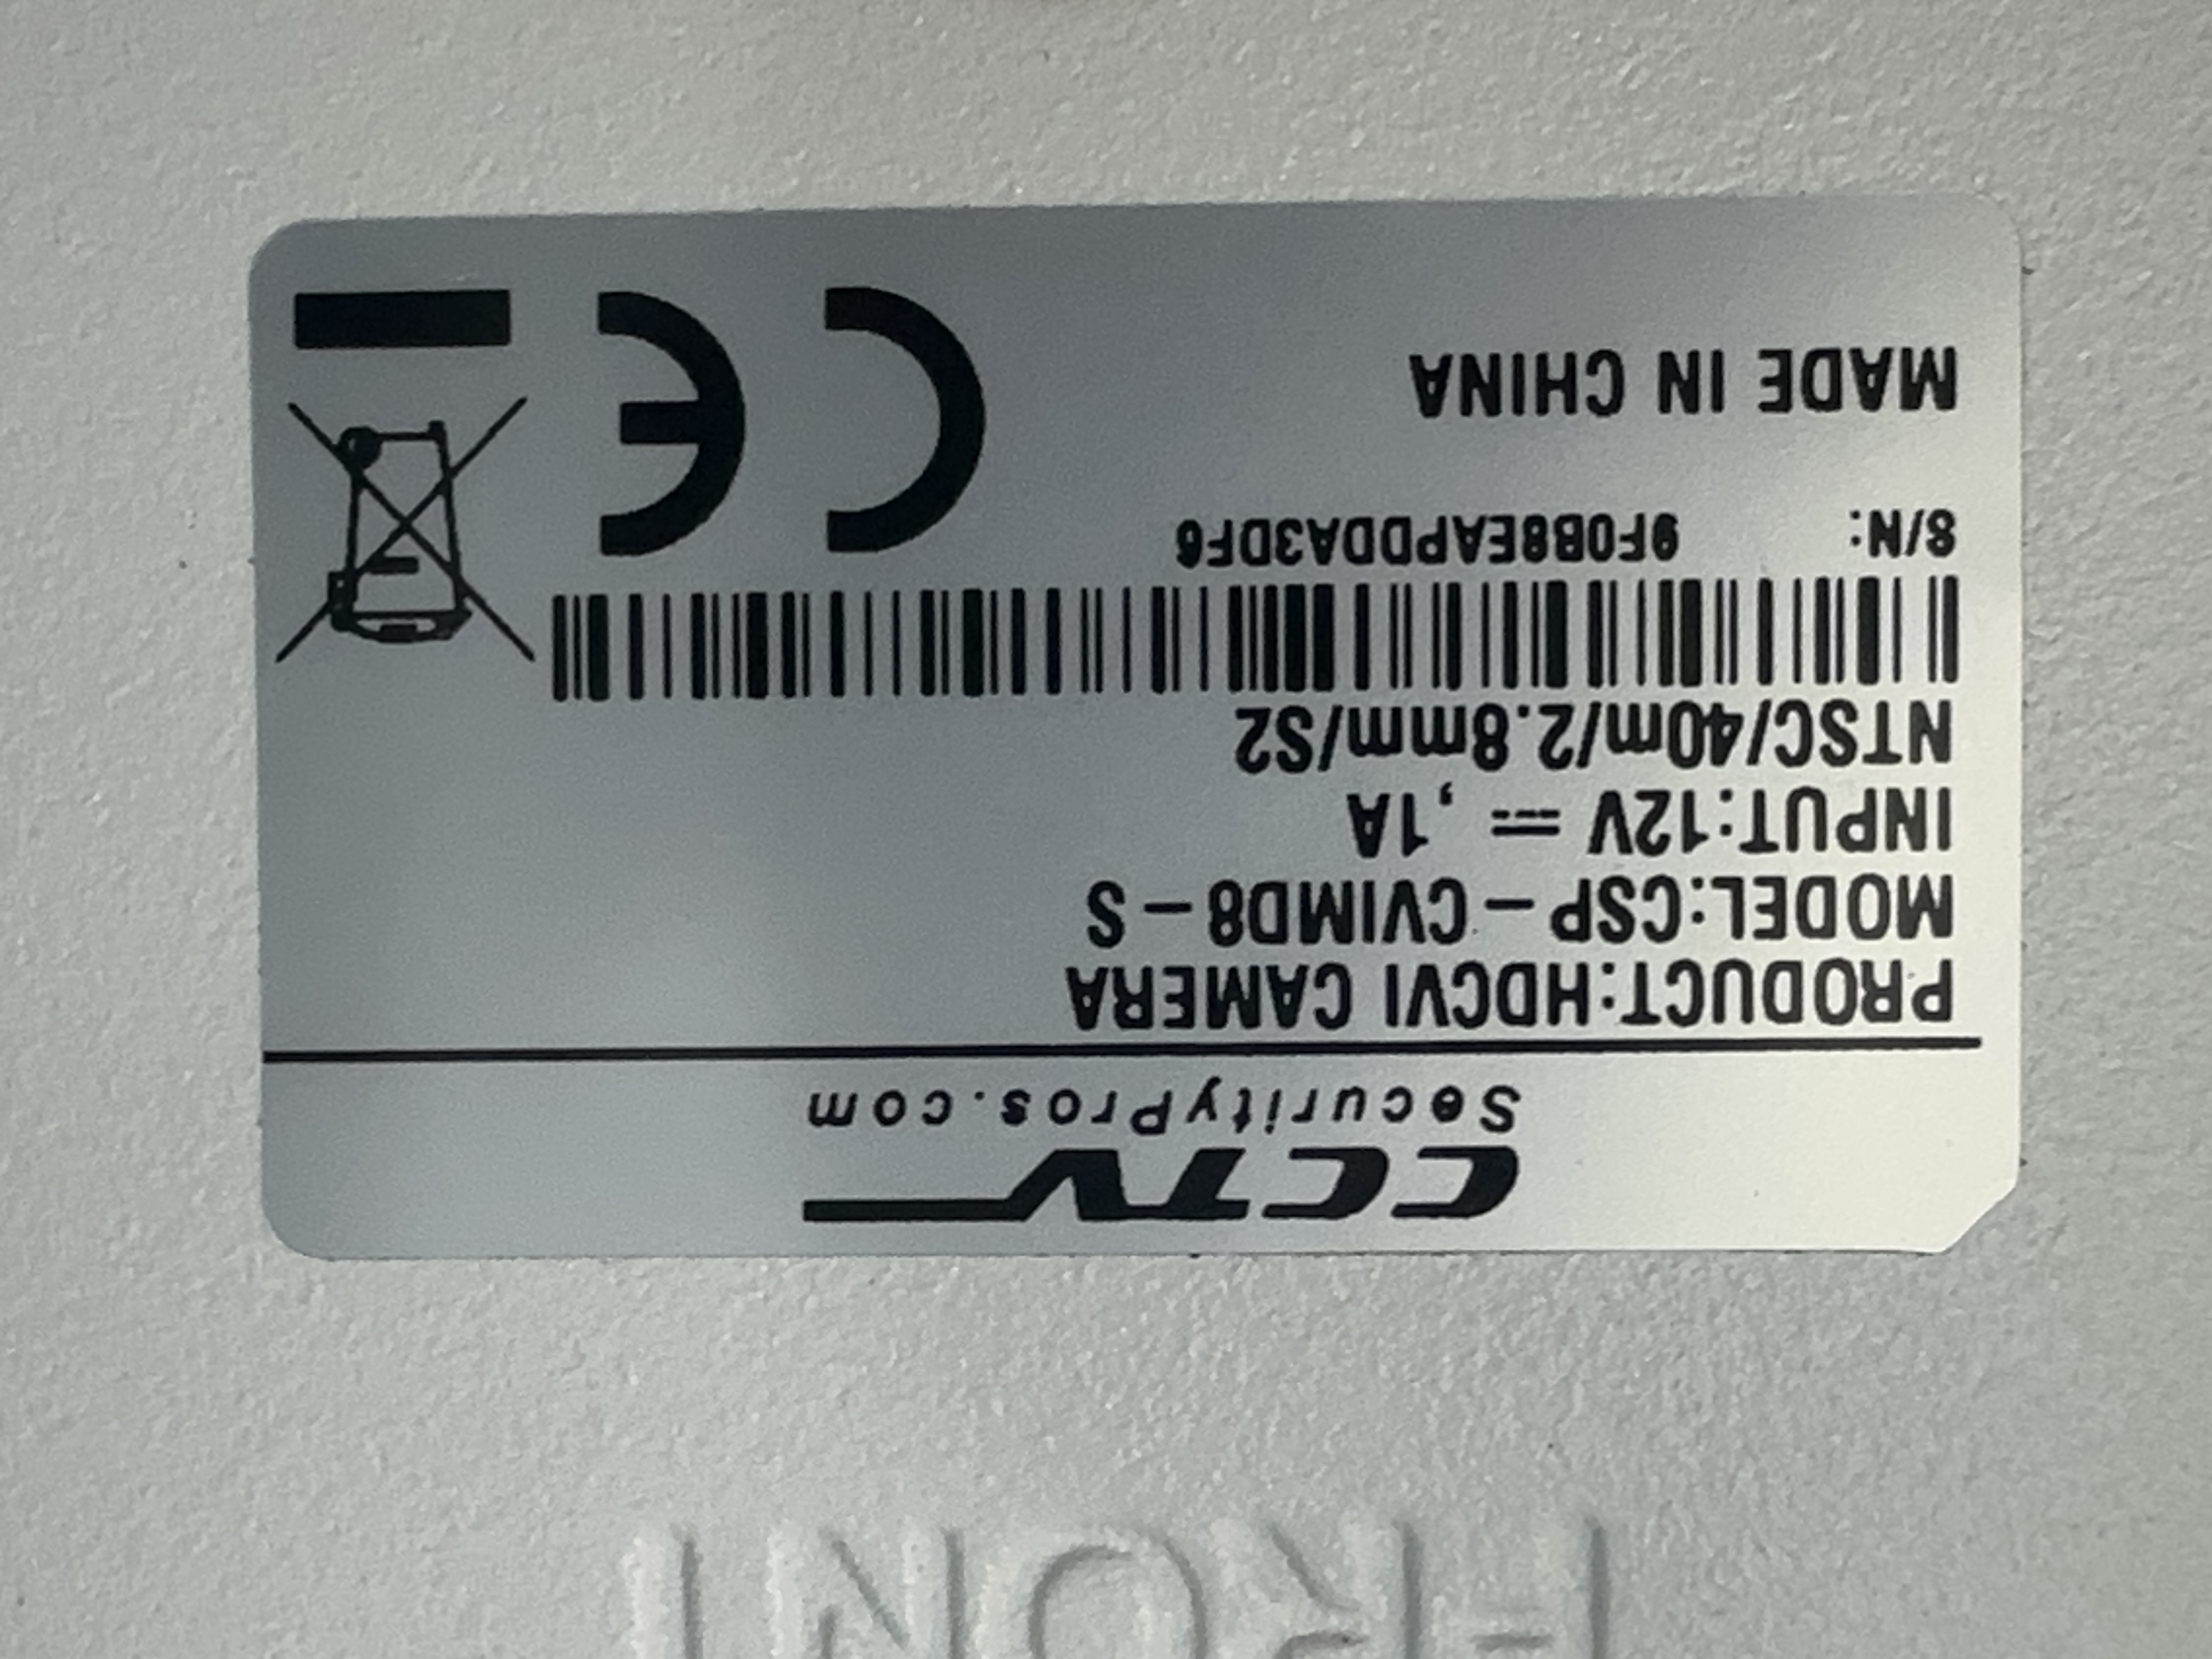 CCTV
SecurityPros.com
PRODUCT:HDCVI CAMERA
MODEL:CSP-CVIMD8-S
INPUT:12V ⎓ ,1A
NTSC/40m/2.8mm/S2
S/N: 9F0B8EAPDDA3DF6
MADE IN CHINA
CE
FRONT